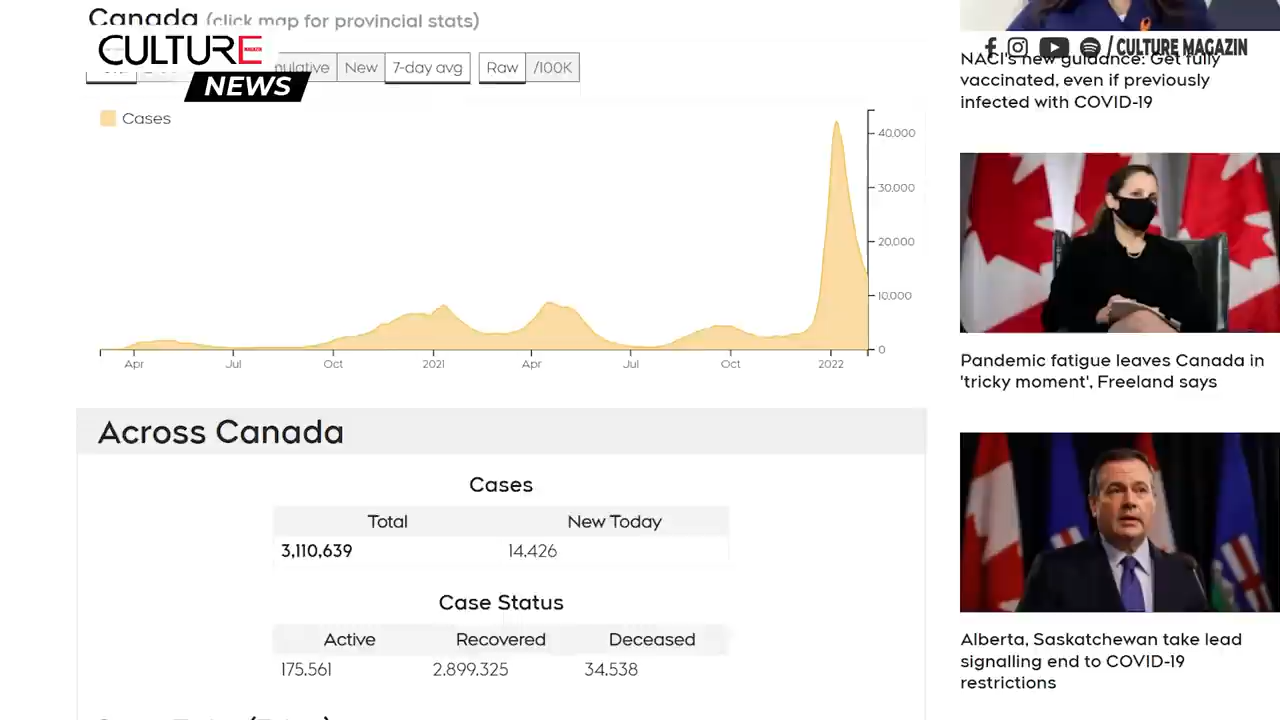 Canada (click map for provincial stats)
CULTURE
NEWS
New
7-day avg
Raw
/100K
Cases
40,000
30,000
20,000
10,000
0
Apr
Jul
Oct
2021
Apr
Jul
Oct
2022
Across Canada
Cases
Total New Today
3,110,639 14,426
Case Status
Active Recovered Deceased
175.561 2.899.325 34.538
/ CULTURE MAGAZIN
NACI's new guidance: Get fully
vaccinated, even if previously
infected with COVID-19
Pandemic fatigue leaves Canada in
'tricky moment', Freeland says
Alberta, Saskatchewan take lead
signalling end to COVID-19
restrictions